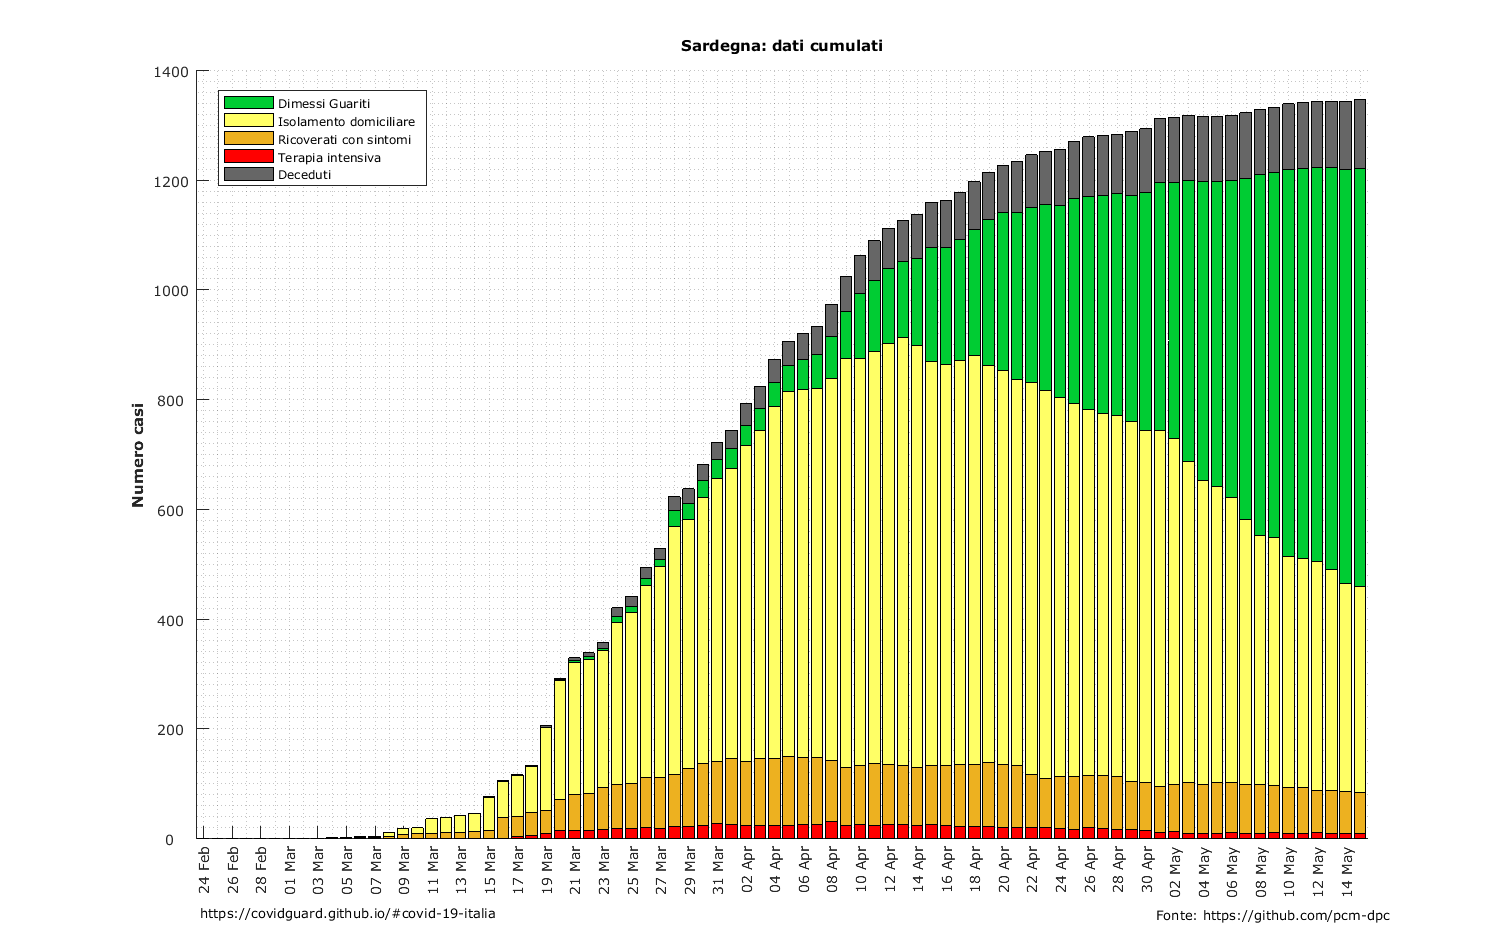 Sardegna: dati cumulati
1400
1200
1000
800
600
400
200
0
Numero casi
Dimessi Guariti
Isolamento domiciliare
Ricoverati con sintomi
Terapia intensiva
Deceduti
24 Feb
26 Feb
28 Feb
01 Mar
03 Mar
05 Mar
07 Mar
09 Mar
11 Mar
13 Mar
15 Mar
17 Mar
19 Mar
21 Mar
23 Mar
25 Mar
27 Mar
29 Mar
31 Mar
02 Apr
04 Apr
06 Apr
08 Apr
10 Apr
12 Apr
14 Apr
16 Apr
18 Apr
20 Apr
22 Apr
24 Apr
26 Apr
28 Apr
30 Apr
02 May
04 May
06 May
08 May
10 May
12 May
14 May
https://covidguard.github.io/#covid-19-italia
Fonte: https://github.com/pcm-dpc